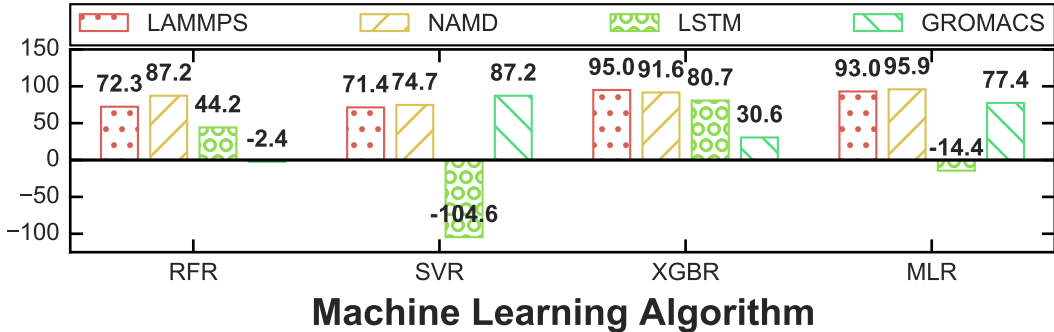 LAMMPS NAMD LSTM GROMACS
150
100
50
0
−50
−100
72.3 87.2 44.2 -2.4
71.4 74.7 -104.6 87.2
95.0 91.6 80.7 30.6
93.0 95.9 -14.4 77.4
RFR SVR XGBR MLR
Machine Learning Algorithm